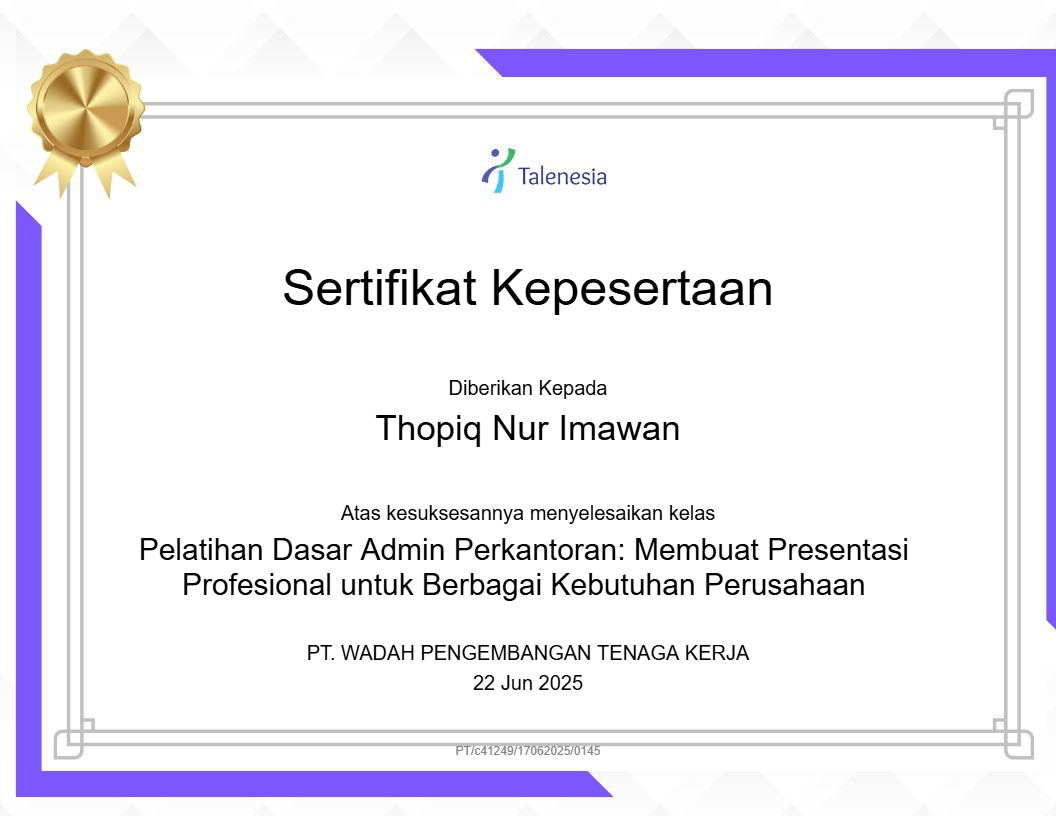 Talenesia
Sertifikat Kepesertaan
Diberikan Kepada
Thopiq Nur Imawan
Atas kesuksesannya menyelesaikan kelas
Pelatihan Dasar Admin Perkantoran: Membuat Presentasi
Profesional untuk Berbagai Kebutuhan Perusahaan
PT. WADAH PENGEMBANGAN TENAGA KERJA
22 Jun 2025
PT/c41249/17062025/0145